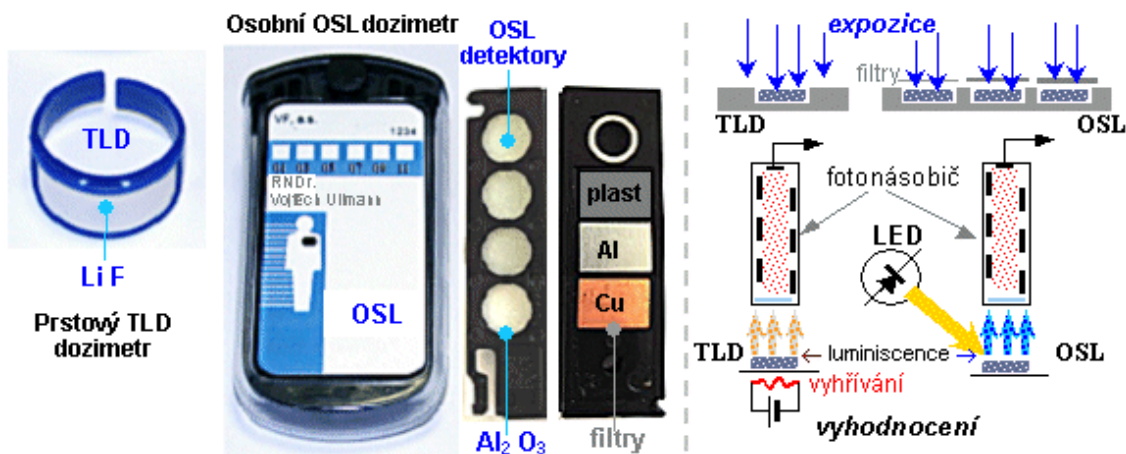 Osobní OSL dozimetr
TLD
Li F
Prstový TLD
dozimetr
VF, a.s.
1234
RNDr.
Vojtěch Ullmann
OSL
OSL
detektory
Al2 O3
plast
Al
Cu
filtry
expozice
filtry
TLD
OSL
fotonásobič
LED
TLD
luminiscence
OSL
vyhřívání
vyhodnocení